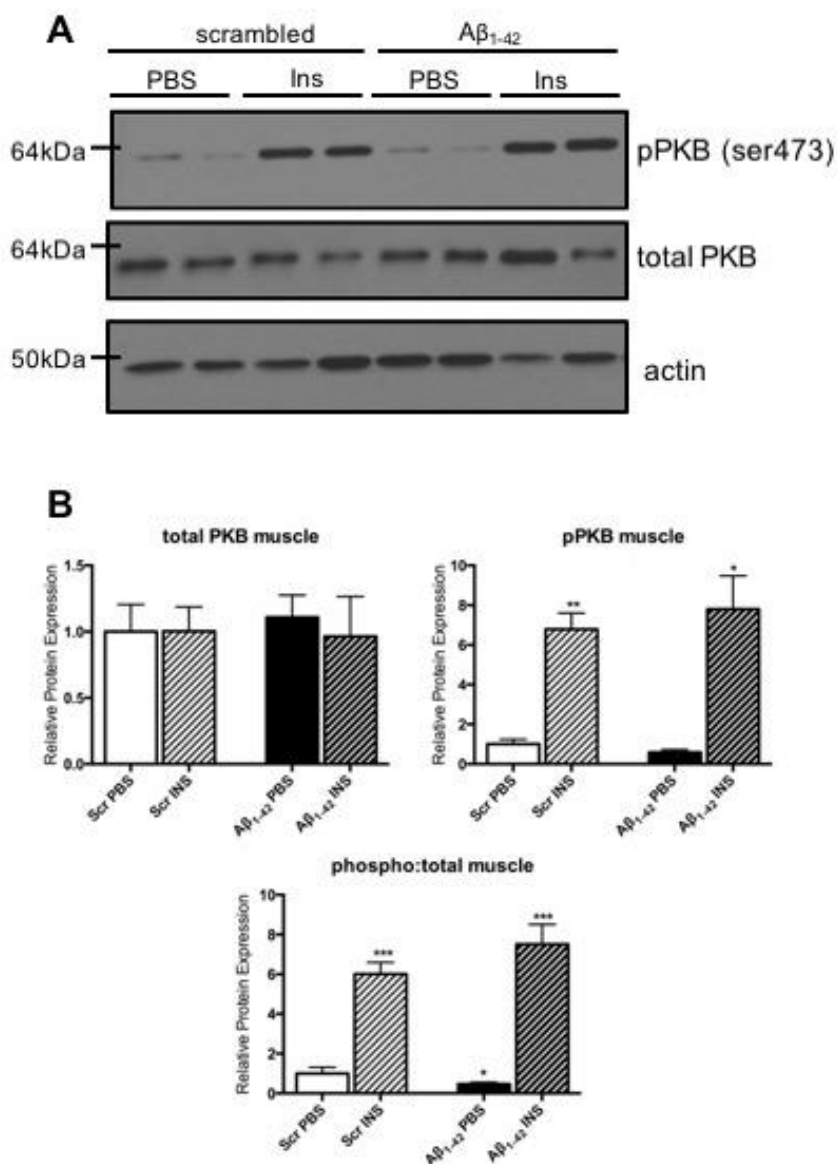 A
scrambled Aβ1-42
PBS Ins PBS Ins
64kDa pPKB (ser473)
64kDa total PKB
50kDa actin
B
total PKB muscle
Relative Protein Expression
1.5
1.0
0.5
0.0
Scr PBS
Scr INS
Aβ1-42 PBS
Aβ1-42 INS
pPKB muscle
Relative Protein Expression
10
8
6
4
2
0
**
*
Scr PBS
Scr INS
Aβ1-42 PBS
Aβ1-42 INS
phospho:total muscle
Relative Protein Expression
10
8
6
4
2
0
***
*
***
Scr PBS
Scr INS
Aβ1-42 PBS
Aβ1-42 INS